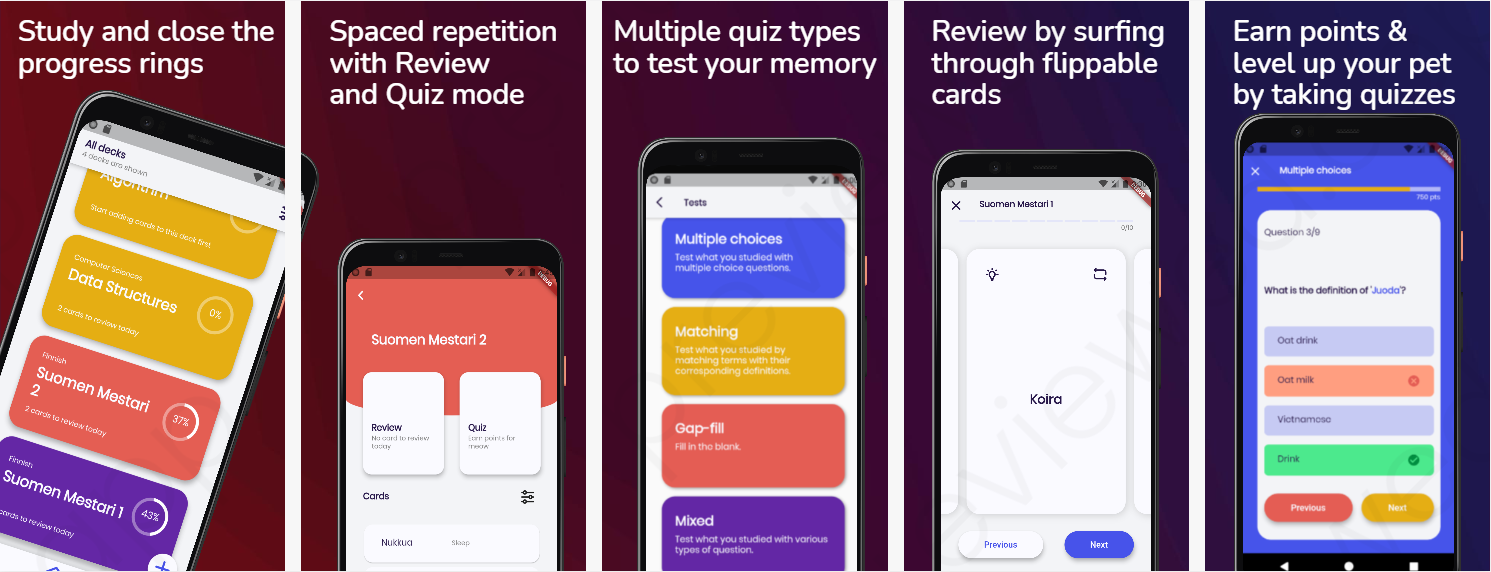 Study and close the
progress rings
All decks
4 decks are shown
Algorithm
Start adding cards to this deck first
Computer Sciences
Data Structures
0%
2 cards to review today
Finnish
Suomen Mestari
2
37%
2 cards to review today
Finnish
Suomen Mestari 1
43%
cards to review today
Spaced repetition
with Review
and Quiz mode
DEBUG
Suomen Mestari 2
Review
No card to review
today
Quiz
Earn points for
meow
Cards
Nukkua
Sleep
Multiple quiz types
to test your memory
Tests
Multiple choices
Test what you studied with
multiple choice questions.
Matching
Test what you studied by
matching terms with their
corresponding definitions.
Gap-fill
Fill in the blank.
Mixed
Test what you studied with various
types of question.
Review by surfing
through flippable
cards
DEBUG
Suomen Mestari 1
0/10
Koira
Previous
Next
Earn points &
level up your pet
by taking quizzes
Multiple choices
750 pts
Question 3/9
What is the definition of 'Juoda'?
Oat drink
Oat milk
Vietnamese
Drink
Previous
Next